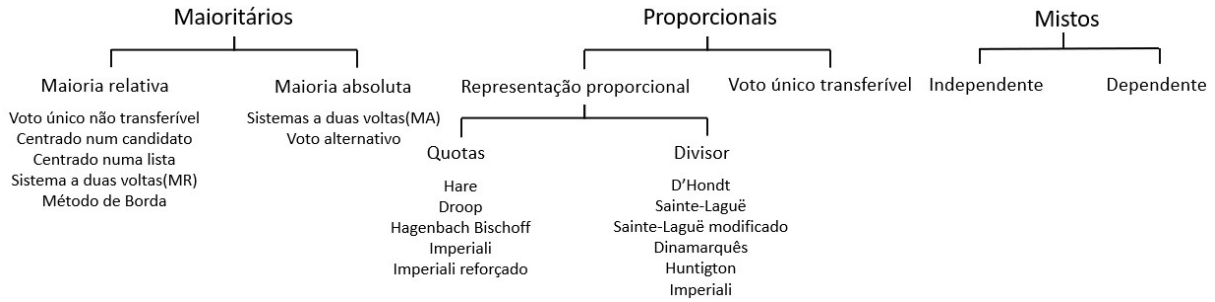 Maioritários
Maioria relativa
Voto único não transferível
Centrado num candidato
Centrado numa lista
Sistema a duas voltas(MR)
Método de Borda
Maioria absoluta
Sistemas a duas voltas(MA)
Voto alternativo
Proporcionais
Representação proporcional
Quotas
Hare
Droop
Hagenbach Bischoff
Imperiali
Imperiali reforçado
Divisor
D’Hondt
Sainte-Laguë
Sainte-Laguë modificado
Dinamarquês
Huntigton
Imperiali
Voto único transferível
Mistos
Independente
Dependente